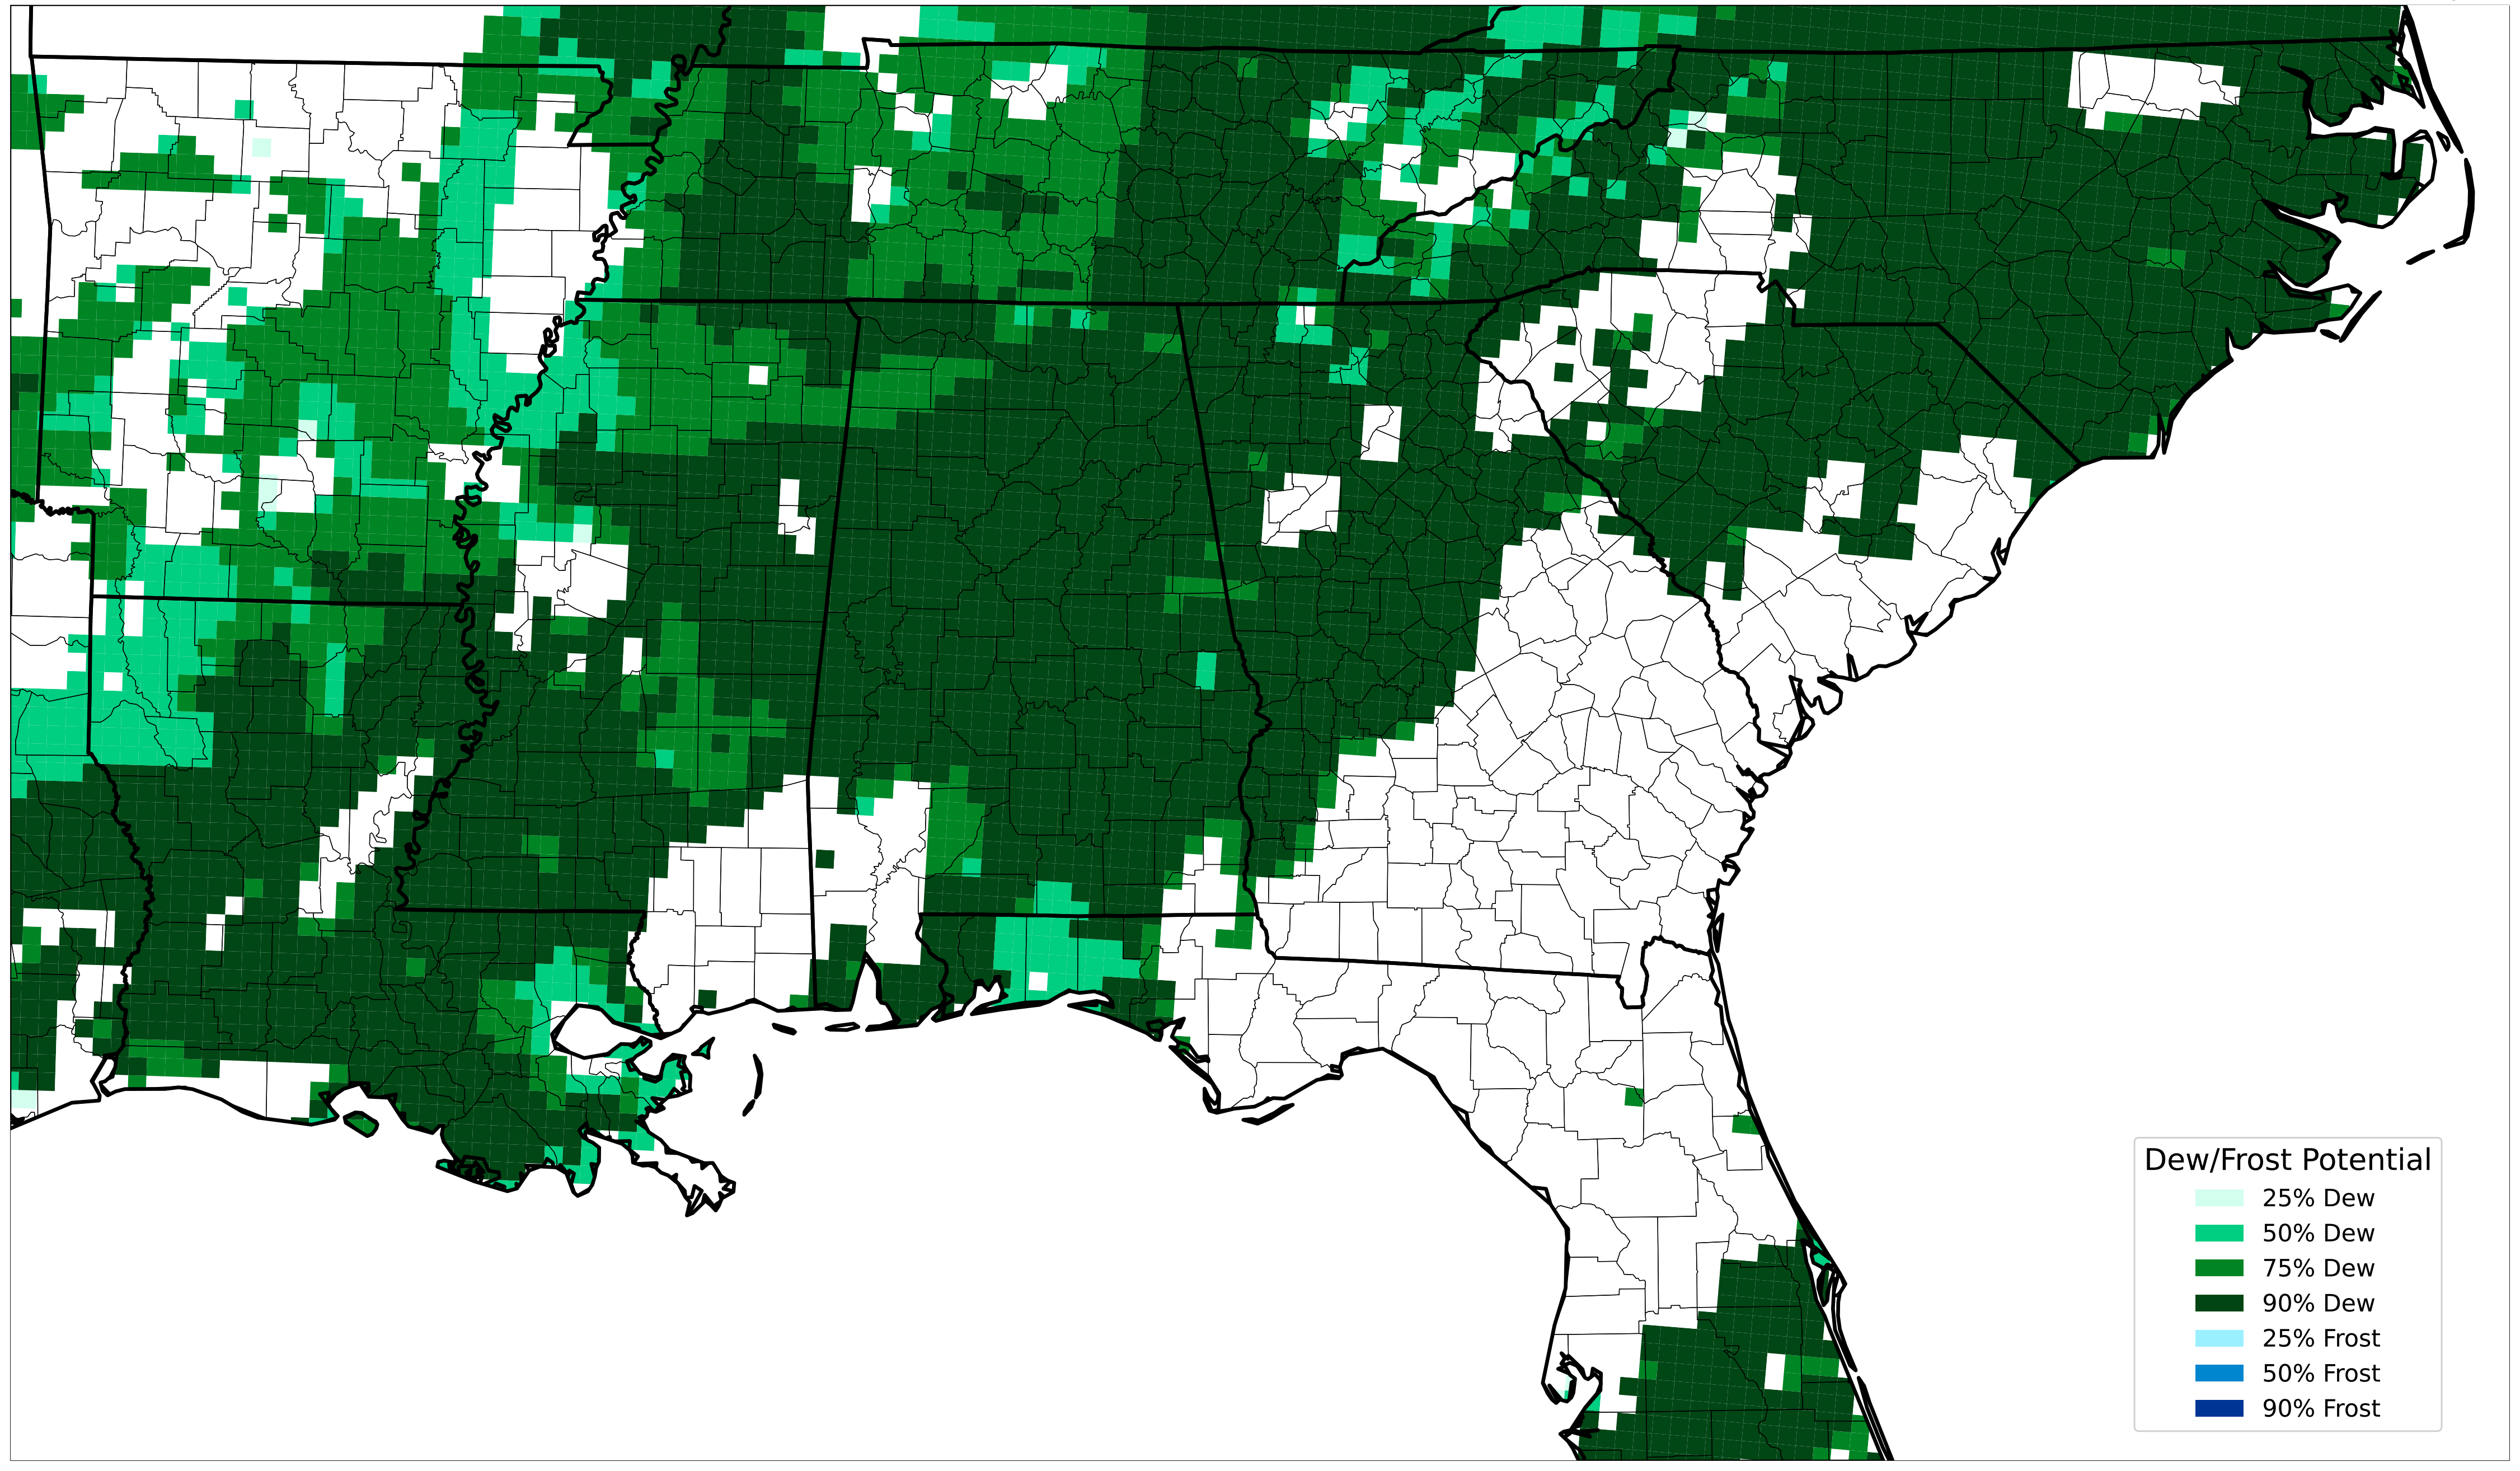 Dew/Frost Potential
25% Dew
50% Dew
75% Dew
90% Dew
25% Frost
50% Frost
90% Frost